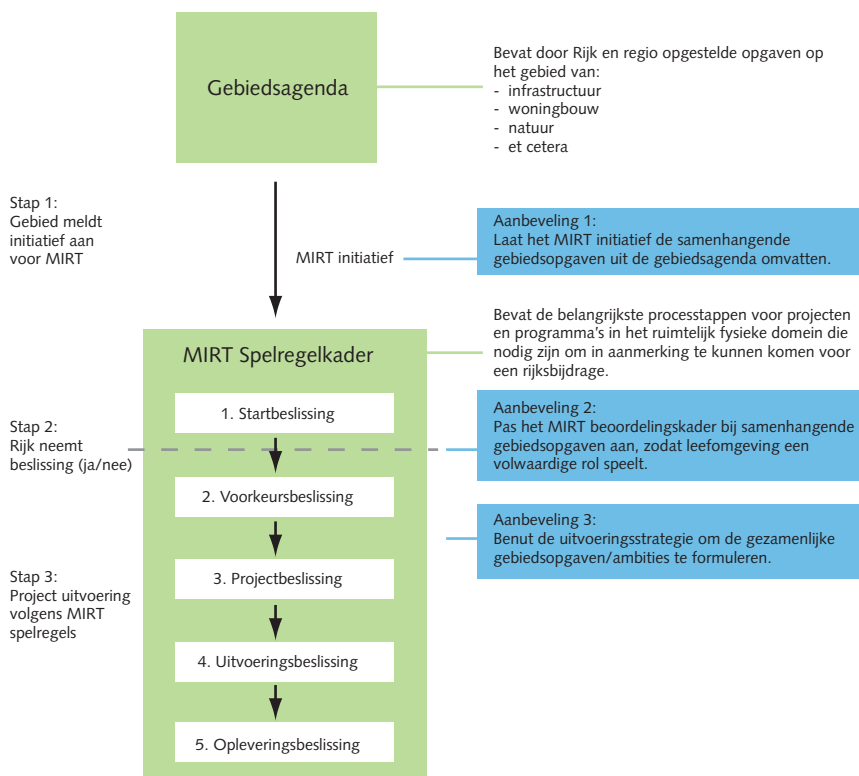 Gebiedsagenda
Bevat door Rijk en regio opgestelde opgaven op
het gebied van:
- infrastructuur
- woningbouw
- natuur
- et cetera
Stap 1:
Gebied meldt
initiatief aan
voor MIRT
MIRT initiatief
Aanbeveling 1:
Laat het MIRT initiatief de samenhangende
gebiedsopgaven uit de gebiedsagenda omvatten.
Bevat de belangrijkste processtappen voor projecten
en programma's in het ruimtelijk fysieke domein die
nodig zijn om in aanmerking te kunnen komen voor
een rijksbijdrage.
MIRT Spelregelkader
1. Startbeslissing
Stap 2:
Rijk neemt
beslissing (ja/nee)
Aanbeveling 2:
Pas het MIRT beoordelingskader bij samenhangende
gebiedsopgaven aan, zodat leefomgeving een
volwaardige rol speelt.
2. Voorkeursbeslissing
Aanbeveling 3:
Benut de uitvoeringsstrategie om de gezamenlijke
gebiedsopgaven/ambities te formuleren.
Stap 3:
Project uitvoering
volgens MIRT
spelregels
3. Projectbeslissing
4. Uitvoeringsbeslissing
5. Opleveringsbeslissing